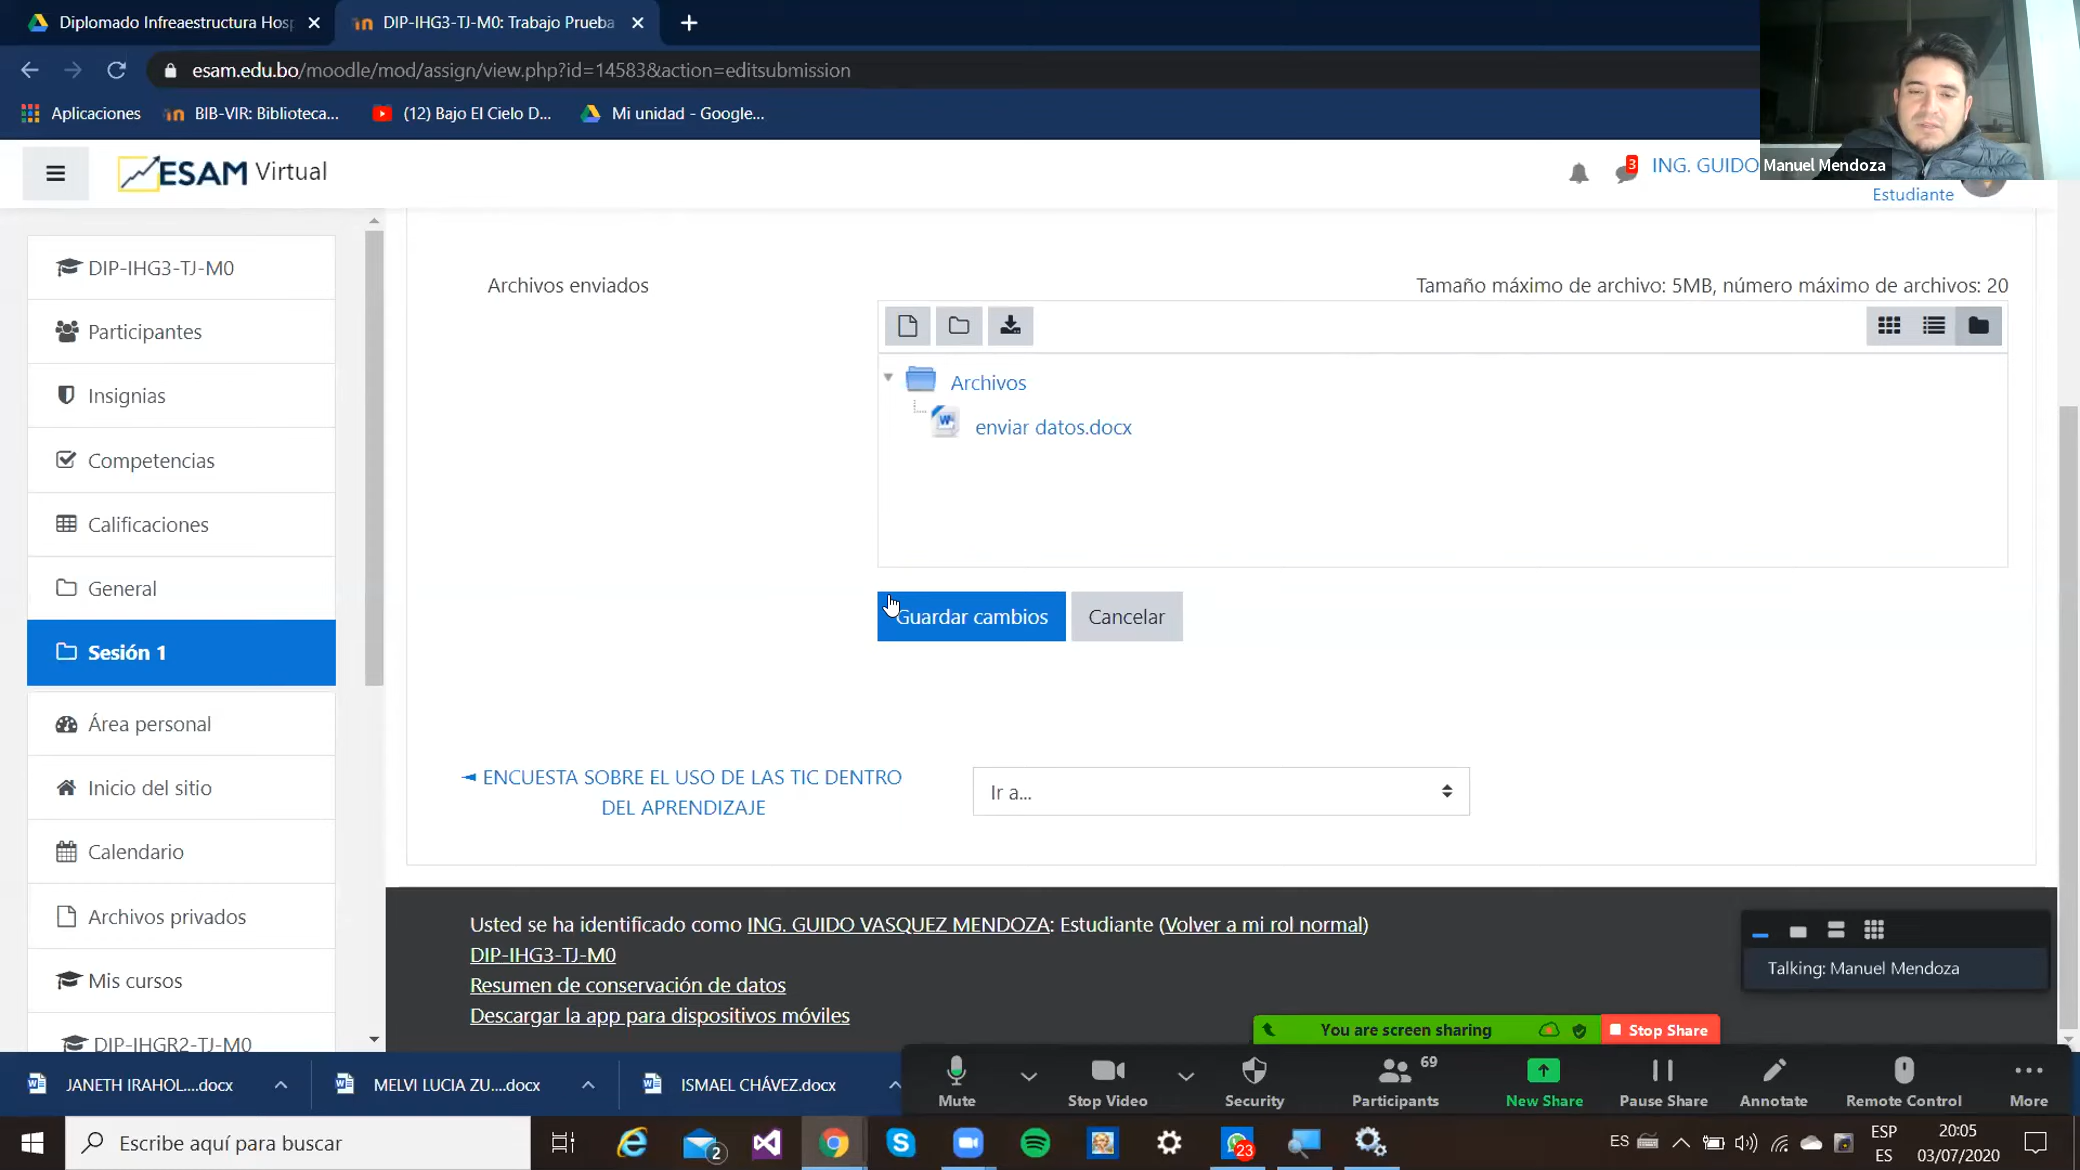 Diplomado Infraestructura Hosp
DIP-IHG3-TJ-M0: Trabajo Prueba
esam.edu.bo/moodle/mod/assign/view.php?id=14583&action=editsubmission
Aplicaciones
BIB-VIR: Biblioteca...
(12) Bajo El Cielo D...
Mi unidad - Google...
ESAM Virtual
3
ING. GUIDO
Manuel Mendoza
Estudiante
DIP-IHG3-TJ-M0
Participantes
Insignias
Competencias
Calificaciones
General
Sesión 1
Área personal
Inicio del sitio
Calendario
Archivos privados
Mis cursos
DIP-IHGR2-TJ-M0
Archivos enviados
Tamaño máximo de archivo: 5MB, número máximo de archivos: 20
Archivos
enviar datos.docx
Guardar cambios
Cancelar
◄ ENCUESTA SOBRE EL USO DE LAS TIC DENTRO
DEL APRENDIZAJE
Ir a...
Usted se ha identificado como ING. GUIDO VASQUEZ MENDOZA: Estudiante (Volver a mi rol normal)
DIP-IHG3-TJ-M0
Resumen de conservación de datos
Descargar la app para dispositivos móviles
Talking: Manuel Mendoza
You are screen sharing
Stop Share
JANETH IRAHOL....docx
MELVI LUCIA ZU....docx
ISMAEL CHÁVEZ.docx
Mute
Stop Video
Security
Participants
69
New Share
Pause Share
Annotate
Remote Control
More
Escribe aquí para buscar
2
23
ES
ESP
ES
20:05
03/07/2020